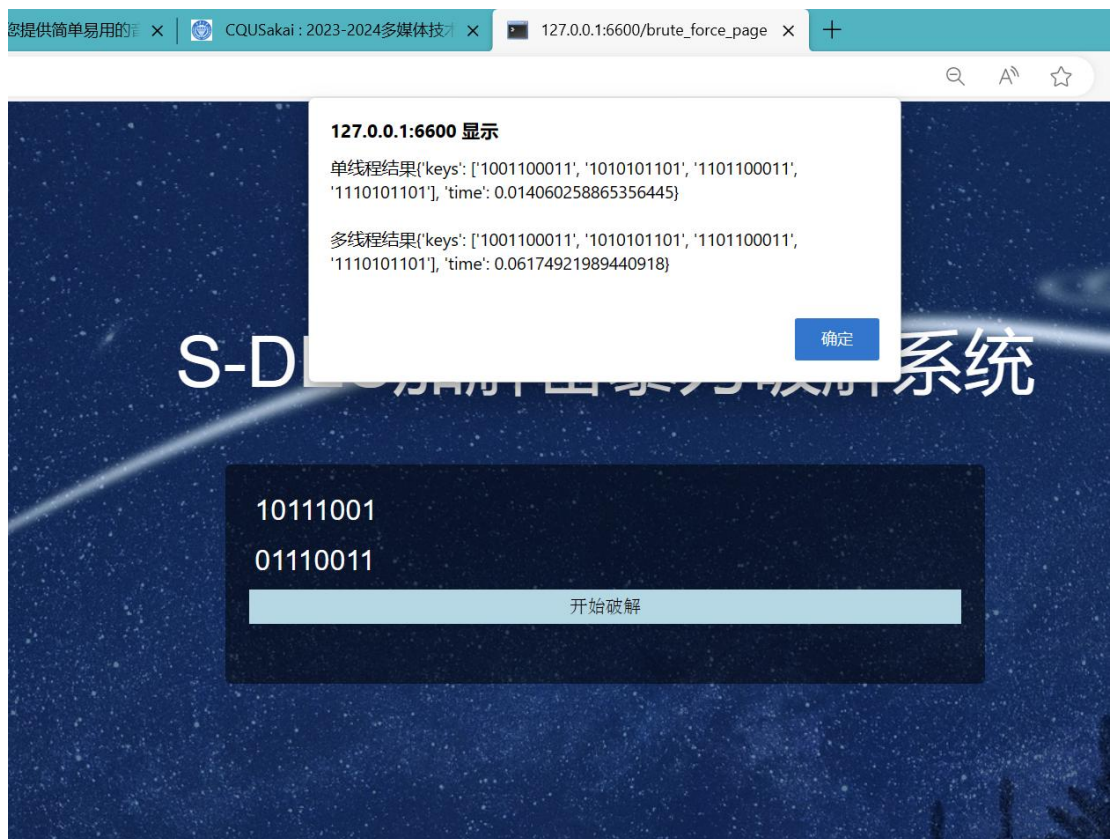 您提供简单易用的
CQUSakai : 2023-2024多媒体技
127.0.0.1:6600/brute_force_page
127.0.0.1:6600 显示
单线程结果{'keys': ['1001100011', '1010101101', '1101100011',
'1110101101'], 'time': 0.014060258865356445}
多线程结果{'keys': ['1001100011', '1010101101', '1101100011',
'1110101101'], 'time': 0.06174921989440918}
确定
S-D
系统
10111001
01110011
开始破解